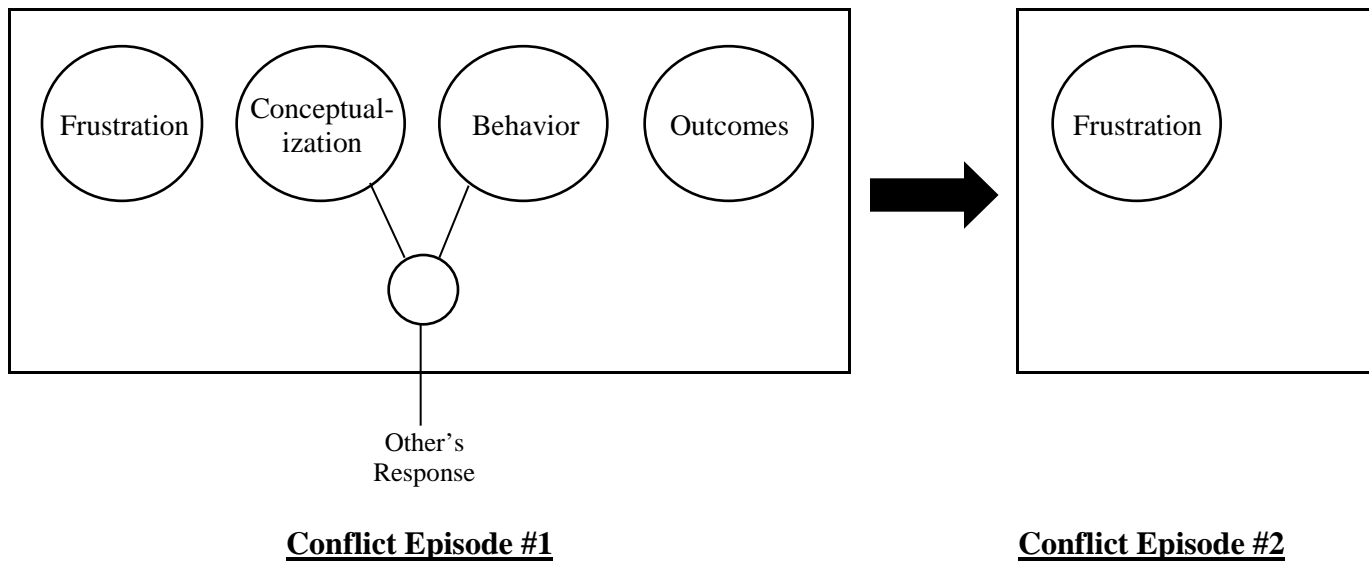 Frustration
Conceptual-
ization
Behavior
Outcomes
Frustration
Other's
Response
Conflict Episode #1
Conflict Episode #2